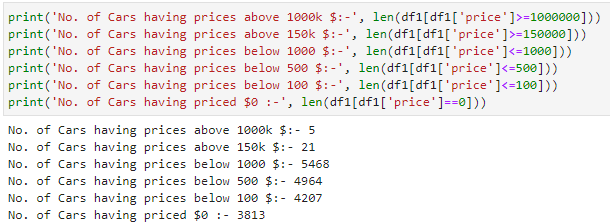 print('No. of Cars having prices above 1000k $:-', len(df1[df1['price']>=1000000]))
print('No. of Cars having prices above 150k $:-', len(df1[df1['price']>=150000]))
print('No. of Cars having prices below 1000 $:-', len(df1[df1['price']<=1000]))
print('No. of Cars having prices below 500 $:-', len(df1[df1['price']<=500]))
print('No. of Cars having prices below 100 $:-', len(df1[df1['price']<=100]))
print('No. of Cars having priced $0 :-', len(df1[df1['price']==0]))
No. of Cars having prices above 1000k $:- 5
No. of Cars having prices above 150k $:- 21
No. of Cars having prices below 1000 $:- 5468
No. of Cars having prices below 500 $:- 4964
No. of Cars having prices below 100 $:- 4207
No. of Cars having priced $0 :- 3813